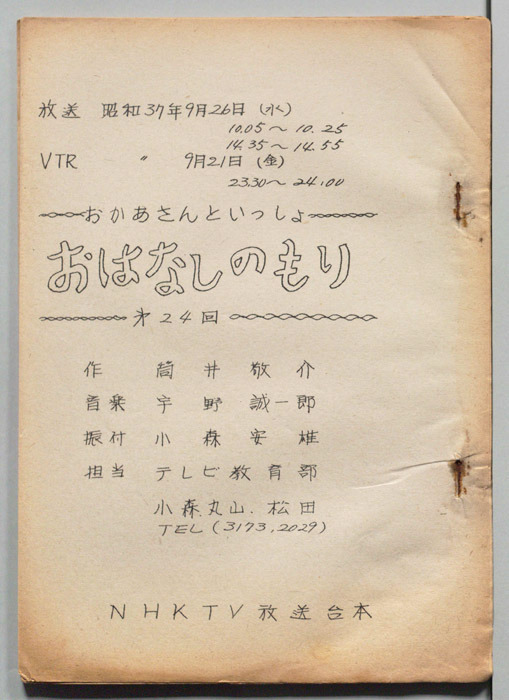 放送 昭和37年9月26日(水)
10.05〜10.25
14.35〜14.55
VTR 〃 9月21日(金)
23.30〜24.00
おかあさんといっしょ
おはなしのもり
第24回
作 筒井敬介
音楽 宇野誠一郎
振付 小森安雄
担当 テレビ教育部
小森.丸山.松田
TEL(3173,2029)
NHKTV放送台本